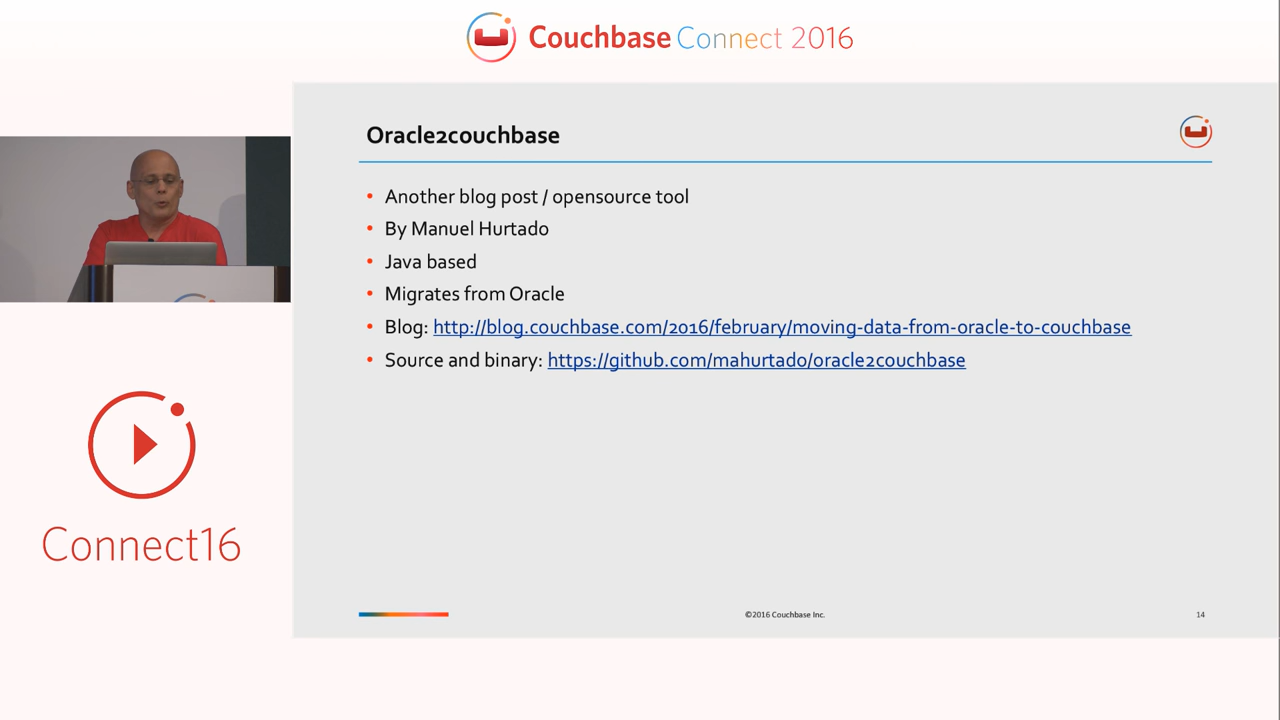 Couchbase Connect 2016
Oracle2couchbase
• Another blog post / opensource tool
• By Manuel Hurtado
• Java based
• Migrates from Oracle
• Blog: http://blog.couchbase.com/2016/february/moving-data-from-oracle-to-couchbase
• Source and binary: https://github.com/mahurtado/oracle2couchbase
Connect16
©2016 Couchbase Inc.
14